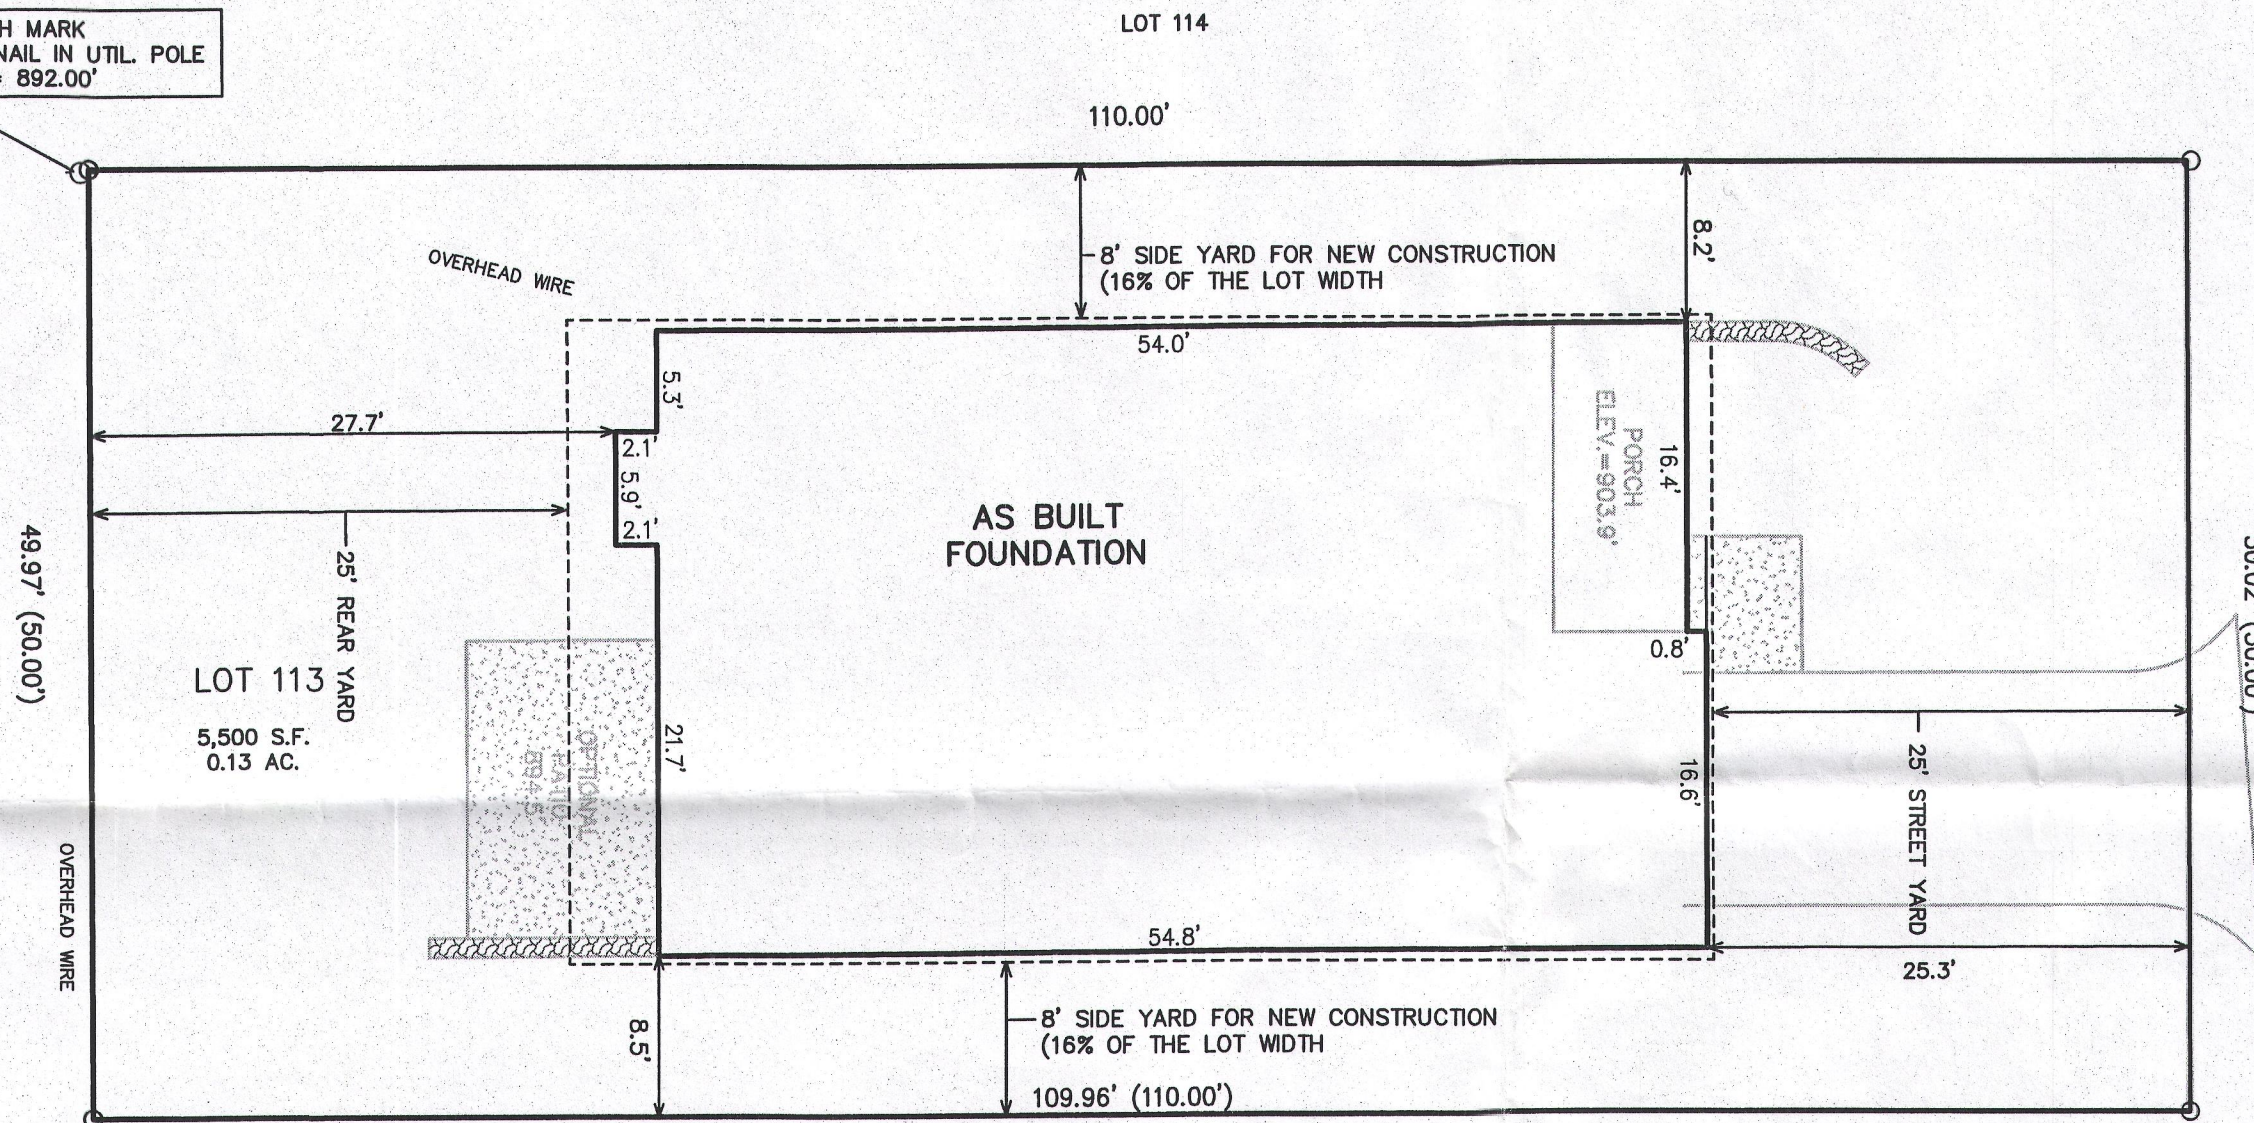 H MARK
NAIL IN UTIL. POLE
= 892.00'
LOT 114
110.00'
8' SIDE YARD FOR NEW CONSTRUCTION
(16% OF THE LOT WIDTH
8.2'
OVERHEAD WIRE
54.0'
5.3'
27.7'
2.1'
5.9'
2.1'
AS BUILT
FOUNDATION
PORCH
ELEV.=903.9'
16.4'
0.8'
49.97' (50.00')
25' REAR YARD
LOT 113
5,500 S.F.
0.13 AC.
OPTIONAL
PATIO
21.7'
16.6'
25' STREET YARD
OVERHEAD WIRE
54.8'
25.3'
8.5'
8' SIDE YARD FOR NEW CONSTRUCTION
(16% OF THE LOT WIDTH
109.96' (110.00')